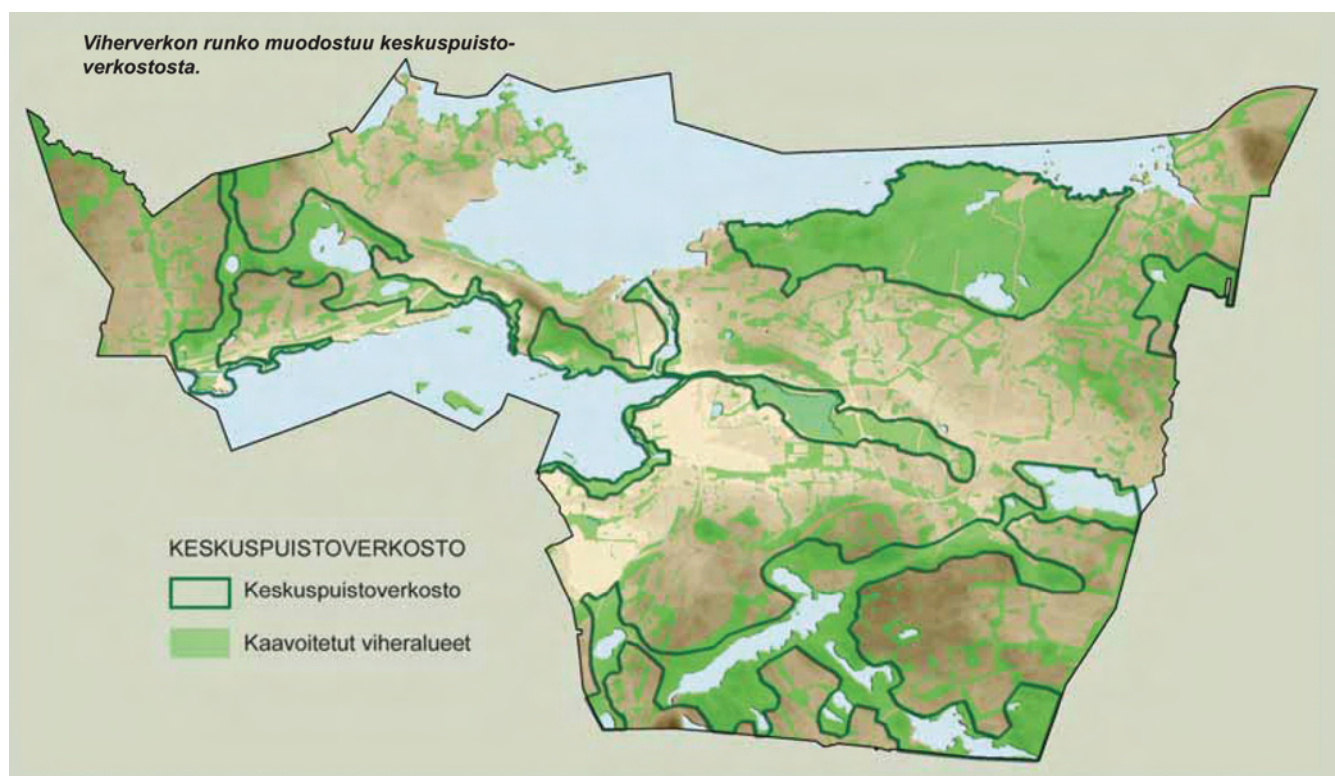 Viherverkon runko muodostuu keskuspuisto-
verkostosta.
KESKUSPUISTOVERKOSTO
Keskuspuistoverkosto
Kaavoitetut viheralueet